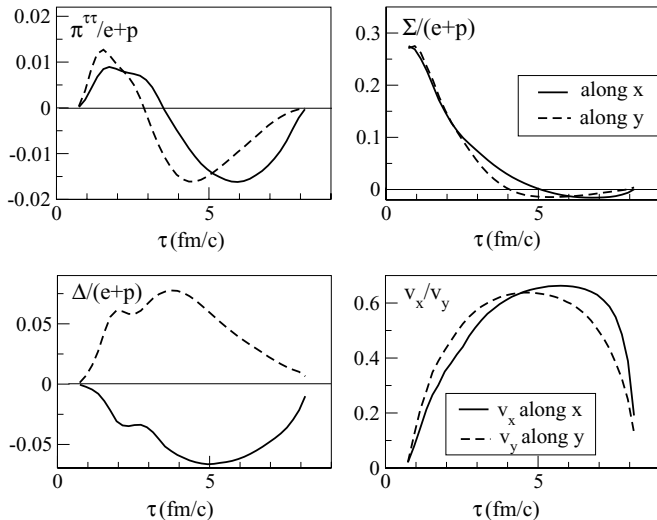 0.02
0.01
0
-0.01
-0.02
π^ττ/e+p
0 5
τ(fm/c)
0.3
0.2
0.1
0
Σ/(e+p)
along x
along y
0 5
τ(fm/c)
0.05
0
-0.05
Δ/(e+p)
0 5
τ(fm/c)
0.6
0.4
0.2
0
v_x/v_y
v_x along x
v_y along y
0 5
τ(fm/c)